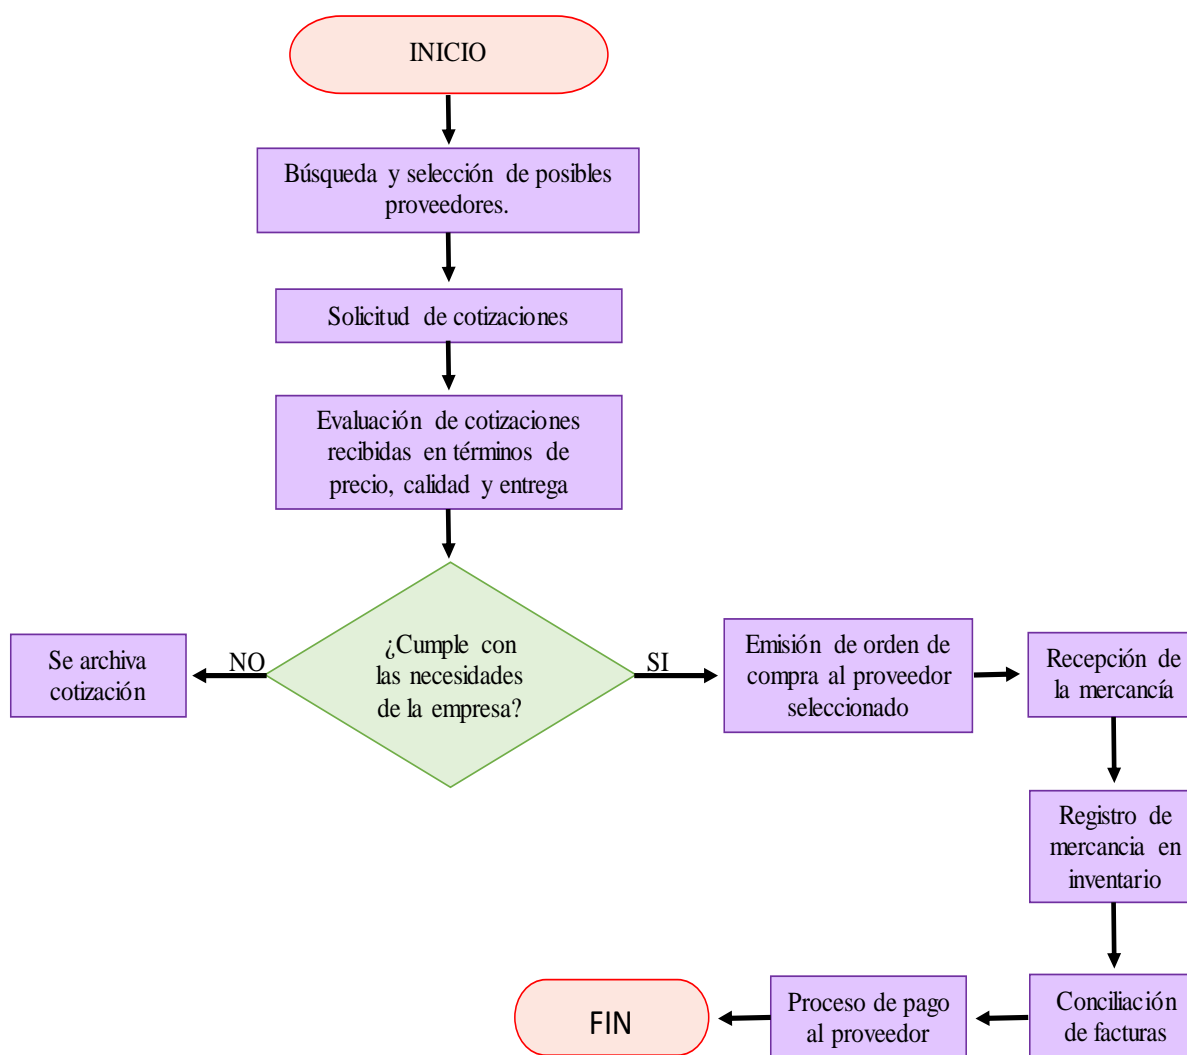 INICIO
Búsqueda y selección de posibles
proveedores.
Solicitud de cotizaciones
Evaluación de cotizaciones
recibidas en términos de
precio, calidad y entrega
¿Cumple con
las necesidades
de la empresa?
NO
Se archiva
cotización
SI
Emisión de orden de
compra al proveedor
seleccionado
Recepción de
la mercancía
Registro de
mercancia en
inventario
Conciliación
de facturas
Proceso de pago
al proveedor
FIN